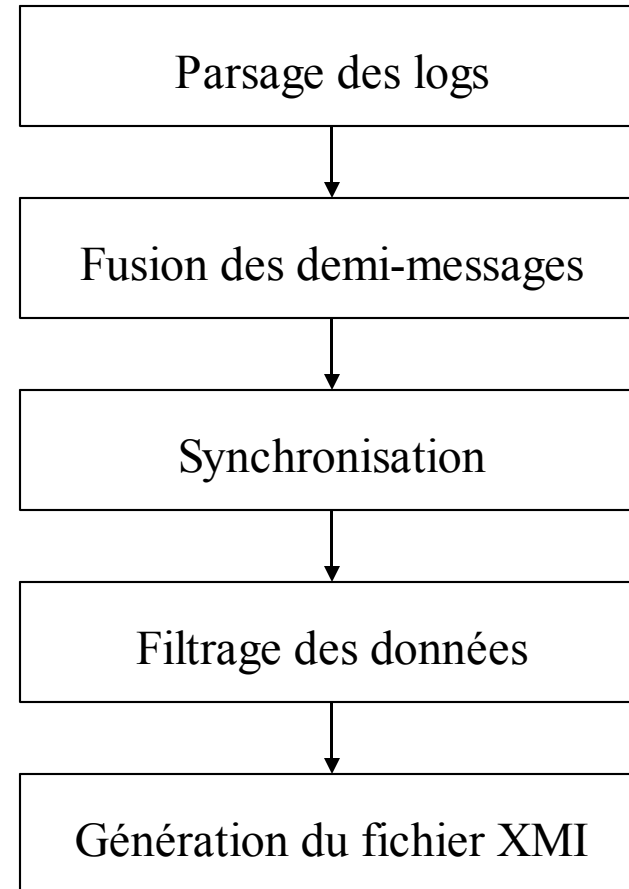 Parsage des logs
Fusion des demi-messages
Synchronisation
Filtrage des données
Génération du fichier XMI